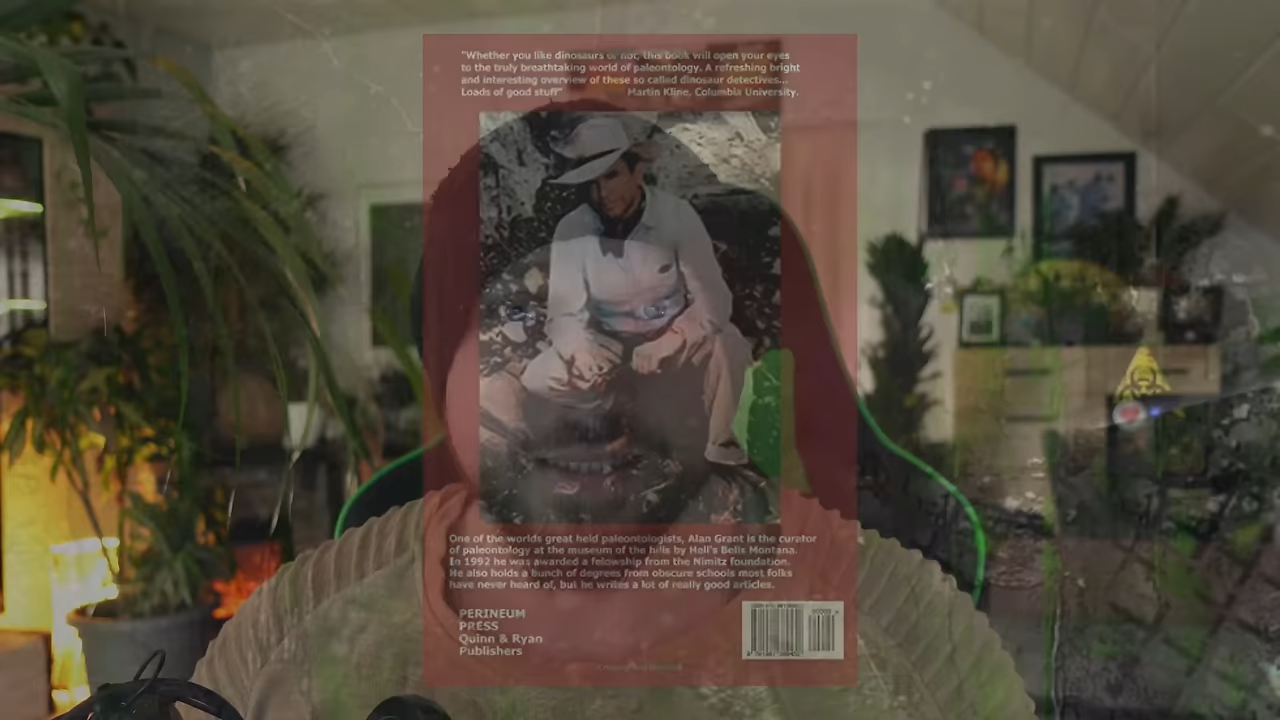 "Whether you like dinosaurs or not, this book will open your eyes
to the truly breathtaking world of paleontology. A refreshing bright
and interesting overview of these so called dinosaur detectives...
Loads of good stuff" Martin Kline, Columbia University.
One of the worlds great held paleontologists, Alan Grant is the curator
of paleontology at the museum of the hills by Hell's Bells Montana.
In 1992 he was awarded a felowship from the Nimitz foundation.
He also holds a bunch of degrees from obscure schools most folks
have never heard of, but he writes a lot of really good articles.
PERINEUM
PRESS
Quinn & Ryan
Publishers